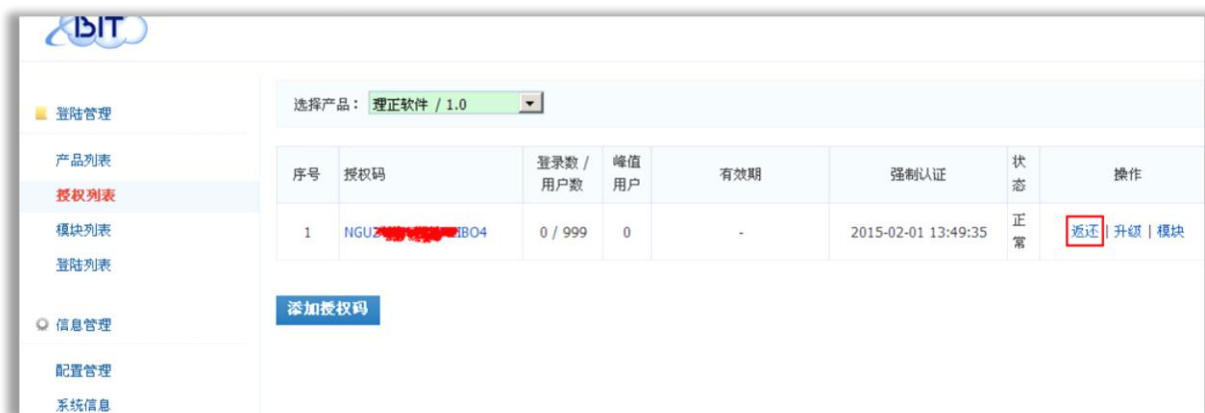 BIT
登陆管理
产品列表
授权列表
模块列表
登陆列表
信息管理
配置管理
系统信息
选择产品： 理正软件 / 1.0
序号 授权码 登录数 / 用户数 峰值用户 有效期 强制认证 状态 操作
1 NGU IBO4 0 / 999 0 - 2015-02-01 13:49:35 正常 返还 | 升级 | 模块
添加授权码